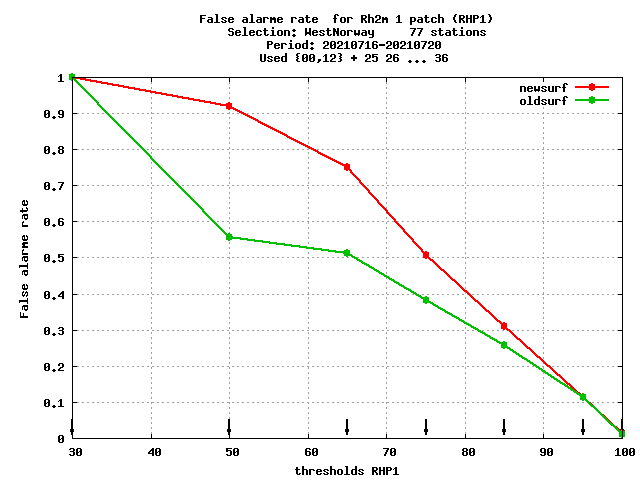 False alarme rate  for Rh2m 1 patch (RHP1)
Selection: WestNorway     77 stations
Period: 20210716-20210720
Used {00,12} + 25 26 ... 36
newsurf
oldsurf
False alarme rate
1
0.9
0.8
0.7
0.6
0.5
0.4
0.3
0.2
0.1
0
30 40 50 60 70 80 90 100
thresholds RHP1